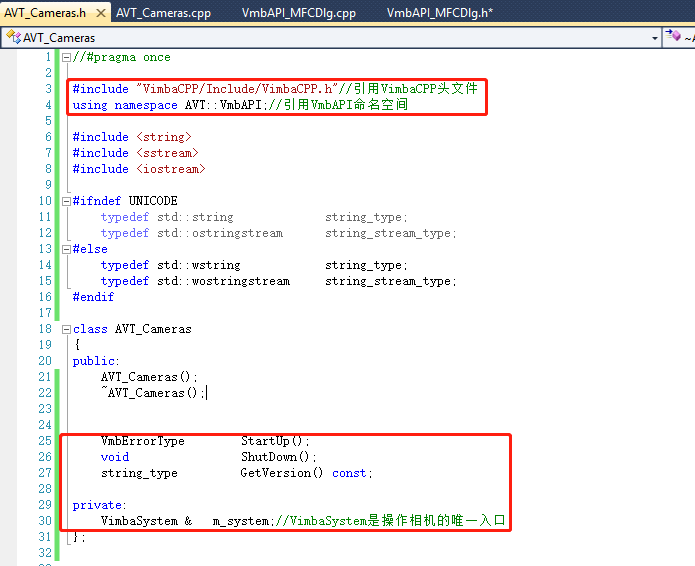 AVT_Cameras.h AVT_Cameras.cpp VmbAPI_MFCDlg.cpp VmbAPI_MFCDlg.h*
AVT_Cameras
1 //#pragma once
2
3 #include "VimbaCPP/Include/VimbaCPP.h"//引用VimbaCPP头文件
4 using namespace AVT::VmbAPI;//引用VmbAPI命名空间
5
6 #include <string>
7 #include <sstream>
8 #include <iostream>
9
10 #ifndef UNICODE
11 typedef std::string string_type;
12 typedef std::ostringstream string_stream_type;
13 #else
14 typedef std::wstring string_type;
15 typedef std::wostringstream string_stream_type;
16 #endif
17
18 class AVT_Cameras
19 {
20 public:
21 AVT_Cameras();
22 ~AVT_Cameras();
23
24
25 VmbErrorType StartUp();
26 void ShutDown();
27 string_type GetVersion() const;
28
29 private:
30 VimbaSystem & m_system;//VimbaSystem是操作相机的唯一入口
31 };
32